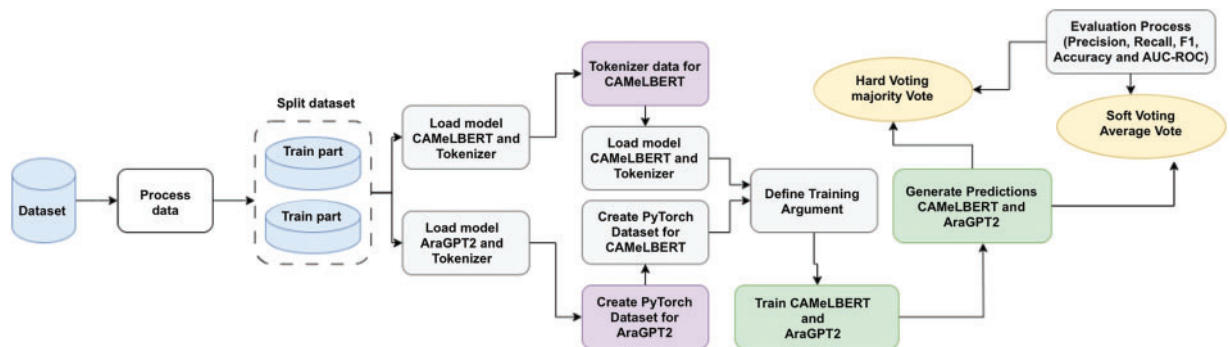 Dataset
Process
data
Split dataset
Train part
Train part
Load model
CAMeLBERT and
Tokenizer
Load model
AraGPT2 and
Tokenizer
Tokenizer data for
CAMeLBERT
Load model
CAMeLBERT and
Tokenizer
Create PyTorch
Dataset for
CAMeLBERT
Create PyTorch
Dataset for
AraGPT2
Define Training
Argument
Train CAMeLBERT
and
AraGPT2
Generate Predictions
CAMeLBERT and
AraGPT2
Hard Voting
majority Vote
Evaluation Process
(Precision, Recall, F1,
Accuracy and AUC-ROC)
Soft Voting
Average Vote